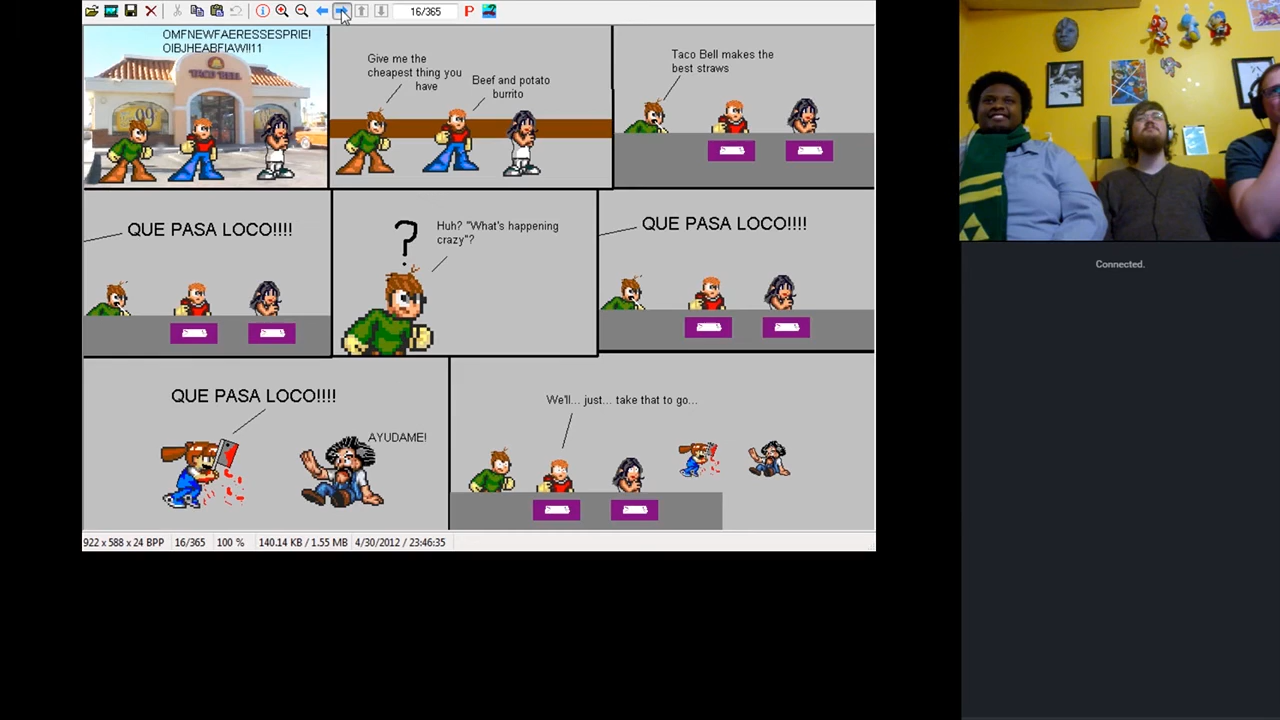 16/365
P
OMFNEWFAERESSESPRIE!
OIBJHEABFIAW!!11
TACO BELL
99
Give me the
cheapest thing you
have
Beef and potato
burrito
Taco Bell makes the
best straws
QUE PASA LOCO!!!!
Huh? "What's happening
crazy"?
QUE PASA LOCO!!!!
QUE PASA LOCO!!!!
AYUDAME!
We'll... just... take that to go...
922 x 588 x 24 BPP
16/365
100 %
140.14 KB / 1.55 MB
4/30/2012 / 23:46:35
Connected.